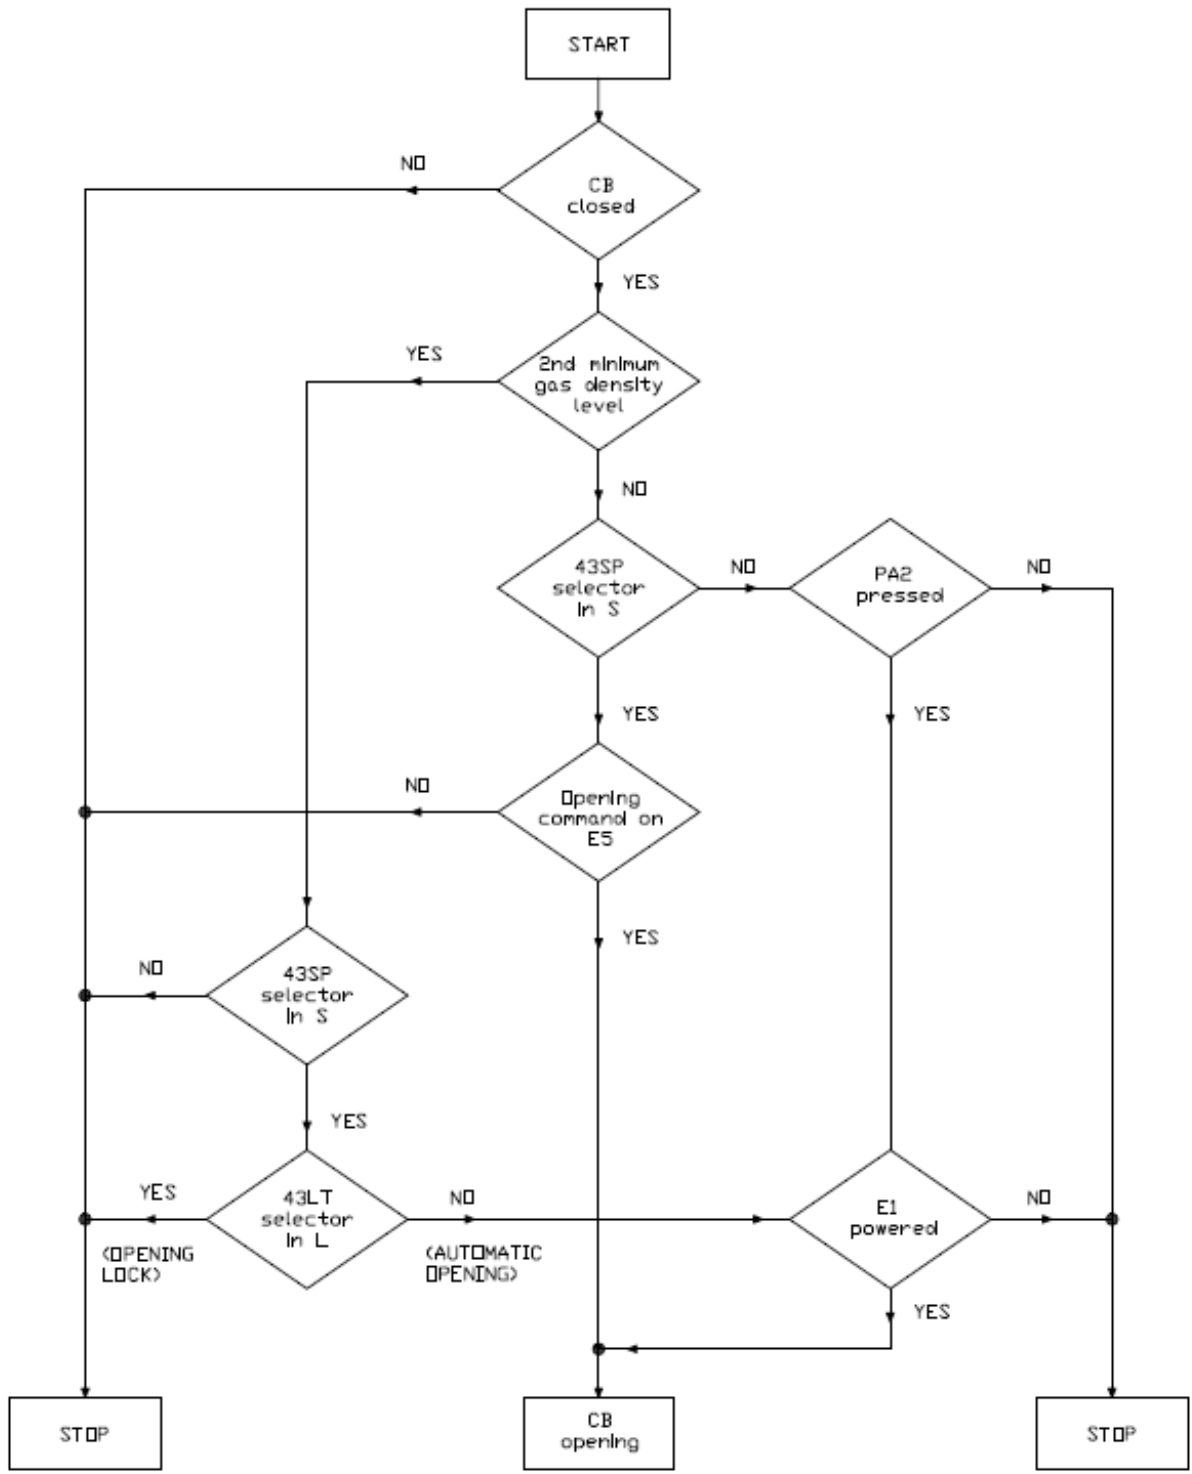 START
NO
CB
closed
YES
YES
2nd minimum
gas density
level
NO
43SP
selector
in S
NO
PA2
pressed
NO
YES
YES
NO
Opening
command on
E5
YES
NO
43SP
selector
in S
YES
YES
43LT
selector
in L
NO
E1
powered
NO
(OPENING
LOCK)
(AUTOMATIC
OPENING)
YES
STOP
CB
opening
STOP